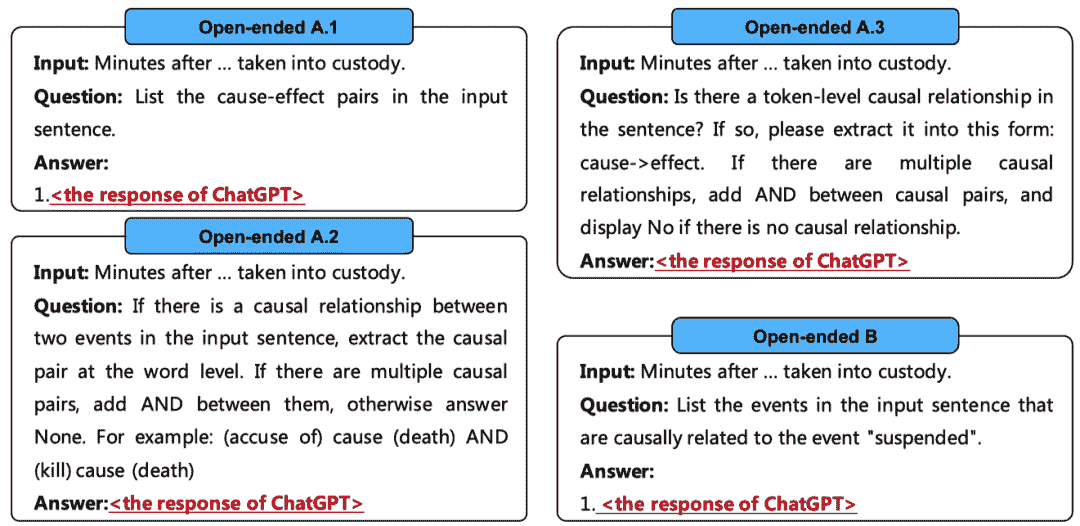 Open-ended A.1
Input: Minutes after ... taken into custody.
Question: List the cause-effect pairs in the input
sentence.
Answer:
1.<the response of ChatGPT>
Open-ended A.2
Input: Minutes after ... taken into custody.
Question: If there is a causal relationship between
two events in the input sentence, extract the causal
pair at the word level. If there are multiple causal
pairs, add AND between them, otherwise answer
None. For example: (accuse of) cause (death) AND
(kill) cause (death)
Answer:<the response of ChatGPT>
Open-ended A.3
Input: Minutes after ... taken into custody.
Question: Is there a token-level causal relationship in
the sentence? If so, please extract it into this form:
cause->effect. If there are multiple causal
relationships, add AND between causal pairs, and
display No if there is no causal relationship.
Answer:<the response of ChatGPT>
Open-ended B
Input: Minutes after ... taken into custody.
Question: List the events in the input sentence that
are causally related to the event "suspended".
Answer:
1. <the response of ChatGPT>